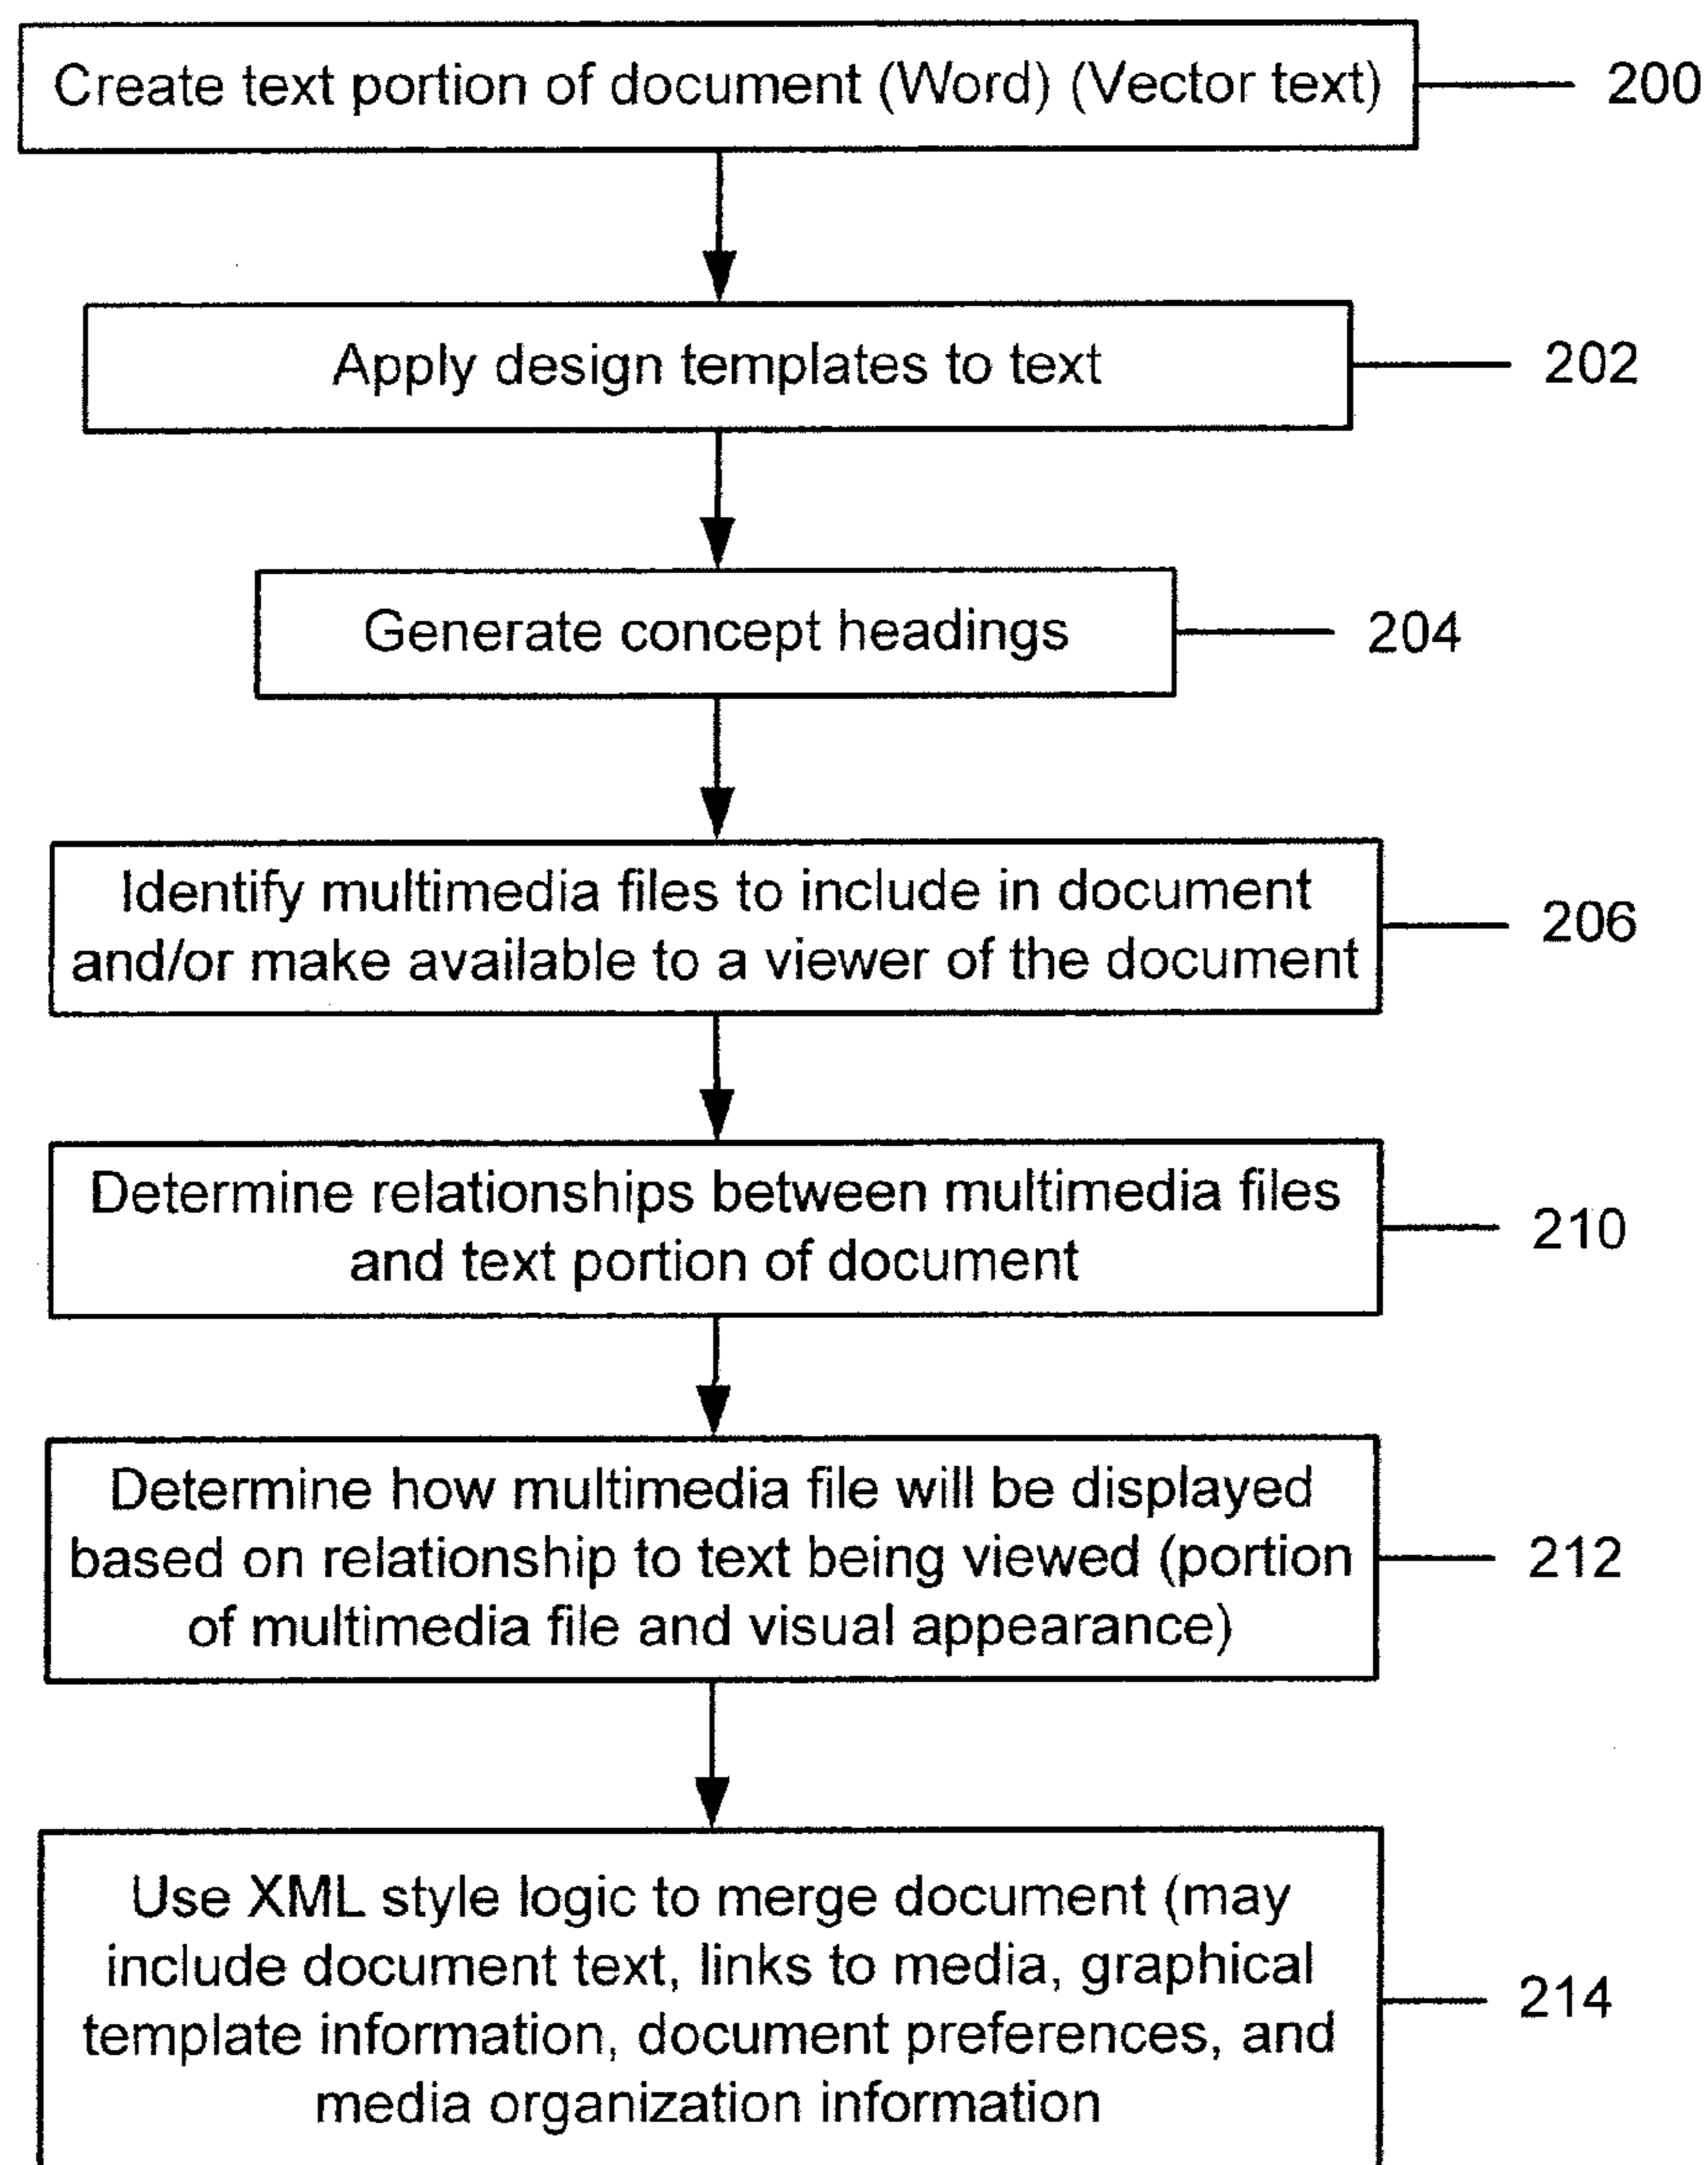 Create text portion of document (Word) (Vector text)
200
Apply design templates to text
202
Generate concept headings
204
Identify multimedia files to include in document
and/or make available to a viewer of the document
206
Determine relationships between multimedia files
and text portion of document
210
Determine how multimedia file will be displayed
based on relationship to text being viewed (portion
of multimedia file and visual appearance)
212
Use XML style logic to merge document (may
include document text, links to media, graphical
template information, document preferences, and
media organization information
214